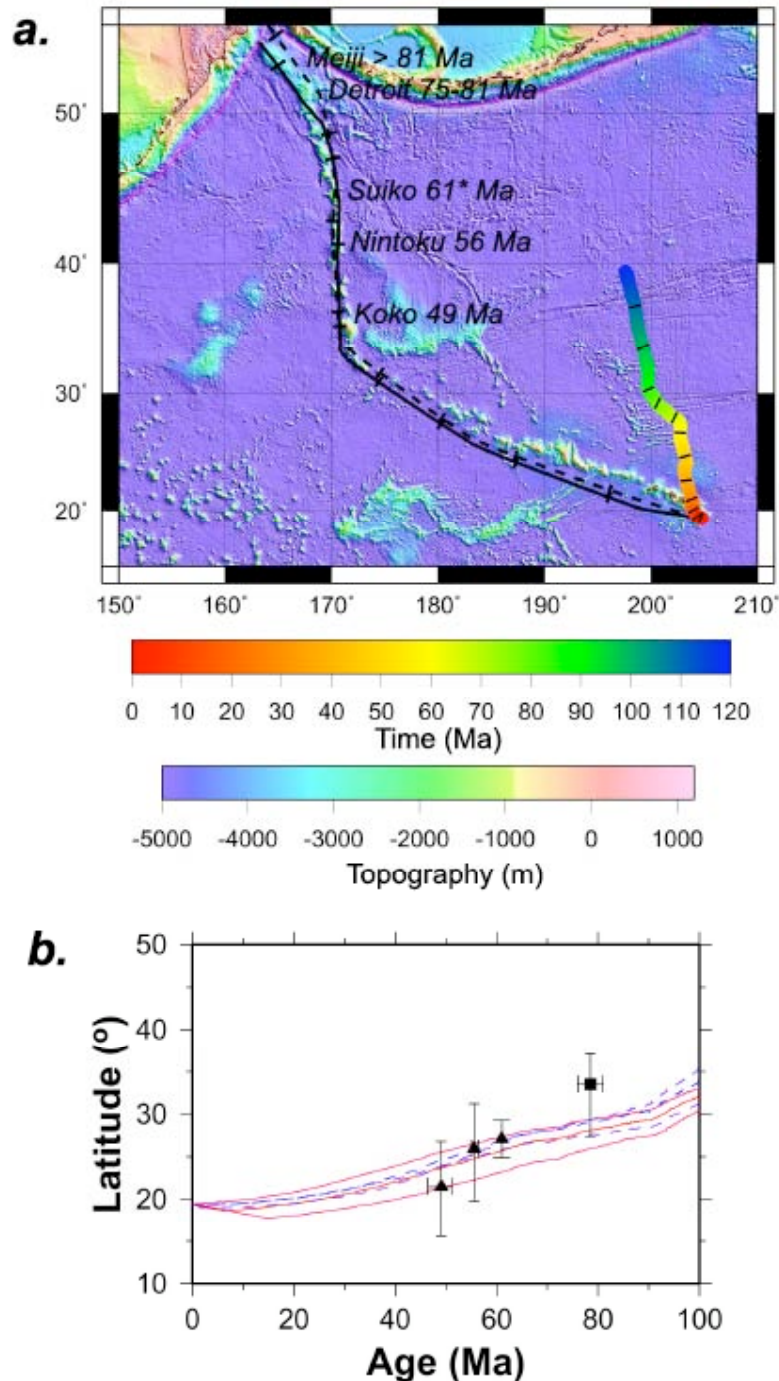 a.
Meiji > 81 Ma
Detroit 75-81 Ma
50°
Suiko 61* Ma
Nintoku 56 Ma
40°
Koko 49 Ma
30°
20°
150° 160° 170° 180° 190° 200° 210°
0 10 20 30 40 50 60 70 80 90 100 110 120
Time (Ma)
-5000 -4000 -3000 -2000 -1000 0 1000
Topography (m)
b.
50
40
30
20
10
Latitude (º)
0 20 40 60 80 100
Age (Ma)